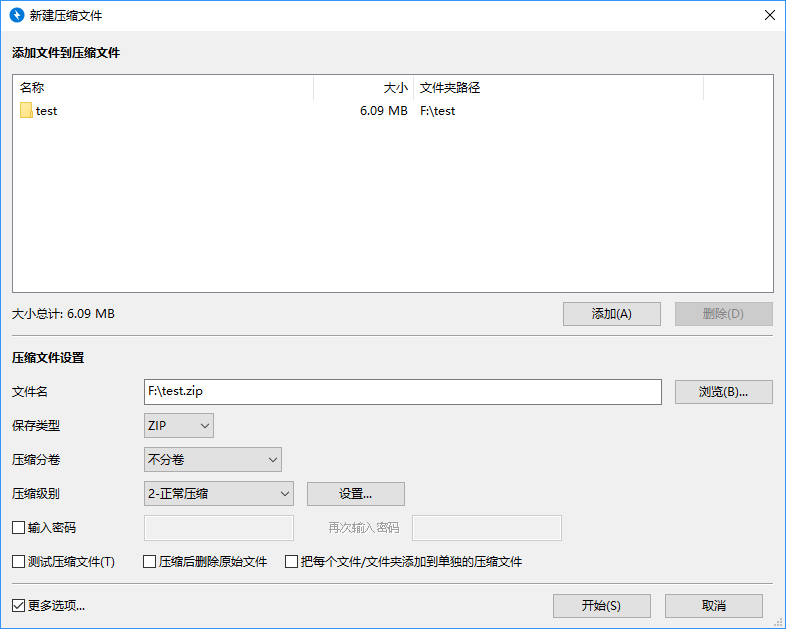 新建压缩文件
添加文件到压缩文件
名称 大小 文件夹路径
test 6.09 MB F:\test
大小总计: 6.09 MB 添加(A) 删除(D)
压缩文件设置
文件名 F:\test.zip 浏览(B)...
保存类型 ZIP
压缩分卷 不分卷
压缩级别 2-正常压缩 设置...
输入密码 再次输入密码
测试压缩文件(T) 压缩后删除原始文件 把每个文件/文件夹添加到单独的压缩文件
更多选项... 开始(S) 取消